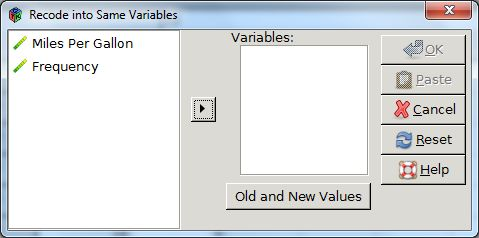 Recode into Same Variables
Miles Per Gallon
Frequency
Variables:
Old and New Values
OK
Paste
Cancel
Reset
Help